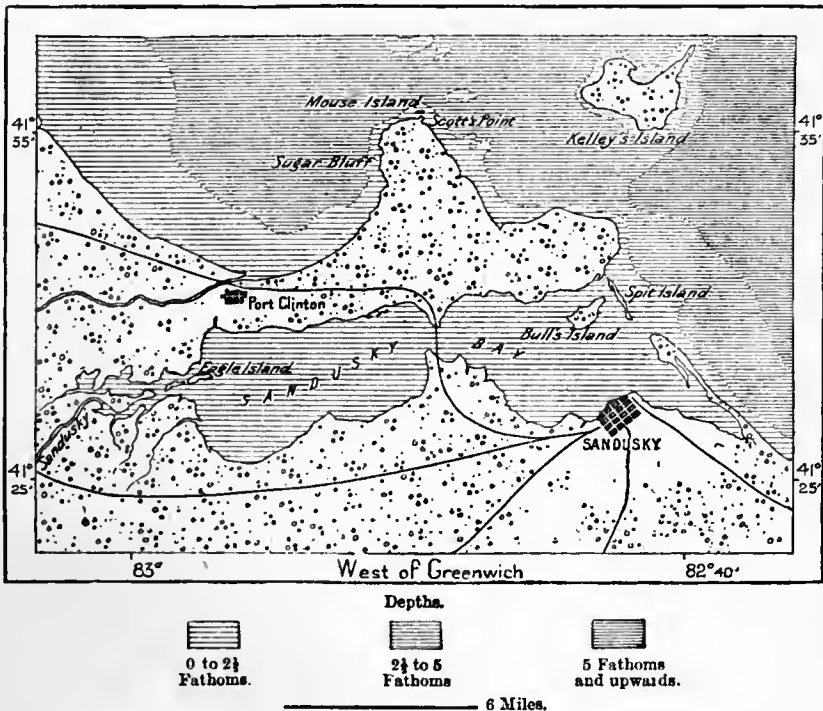 Mouse Island
Scott's Point
41°
35'
41°
35'
Kelley's Island
Sugar Bluff
Port Clinton
Spit Island
Bull's Island
Eagle Island
SANDUSKY BAY
Sandusky
SANDUSKY
41°
25'
41°
25'
83°
West of Greenwich
82°40'
Depths.
0 to 2½
Fathoms.
2½ to 5
Fathoms
5 Fathoms
and upwards.
6 Miles.